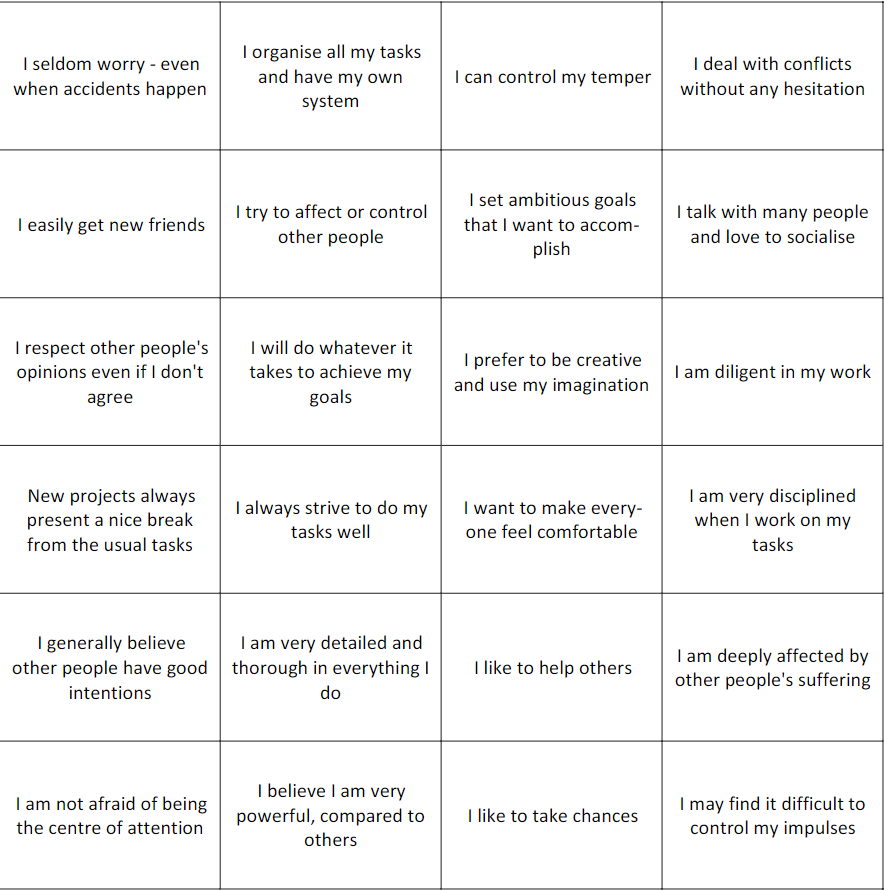 I seldom worry - even
when accidents happen
I organise all my tasks
and have my own
system
I can control my temper
I deal with conflicts
without any hesitation
I easily get new friends
I try to affect or control
other people
I set ambitious goals
that I want to accom-
plish
I talk with many people
and love to socialise
I respect other people's
opinions even if I don't
agree
I will do whatever it
takes to achieve my
goals
I prefer to be creative
and use my imagination
I am diligent in my work
New projects always
present a nice break
from the usual tasks
I always strive to do my
tasks well
I want to make every-
one feel comfortable
I am very disciplined
when I work on my
tasks
I generally believe
other people have good
intentions
I am very detailed and
thorough in everything I
do
I like to help others
I am deeply affected by
other people's suffering
I am not afraid of being
the centre of attention
I believe I am very
powerful, compared to
others
I like to take chances
I may find it difficult to
control my impulses